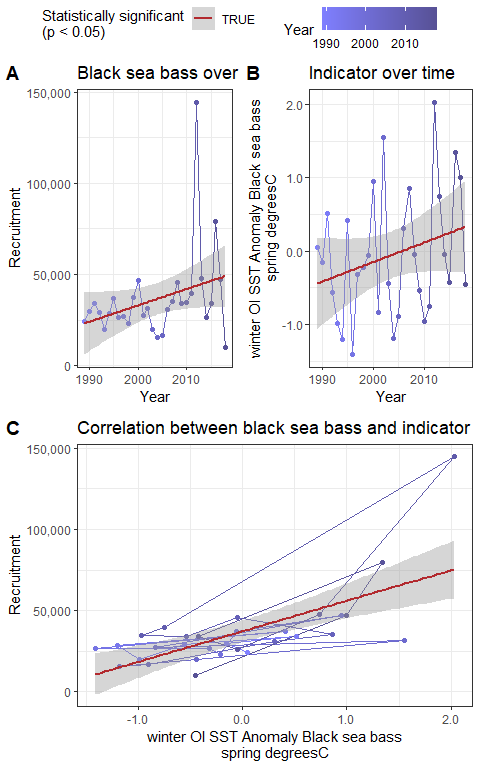 Statistically significant
(p < 0.05)
TRUE
Year
1990 2000 2010
A
Black sea bass over
B
Indicator over time
Recruitment
150,000
100,000
50,000
0
1990 2000 2010
Year
winter OI SST Anomaly Black sea bass
spring degreesC
2.0
1.0
0.0
-1.0
1990 2000 2010
Year
C
Correlation between black sea bass and indicator
Recruitment
150,000
100,000
50,000
0
-1.0 0.0 1.0 2.0
winter OI SST Anomaly Black sea bass
spring degreesC